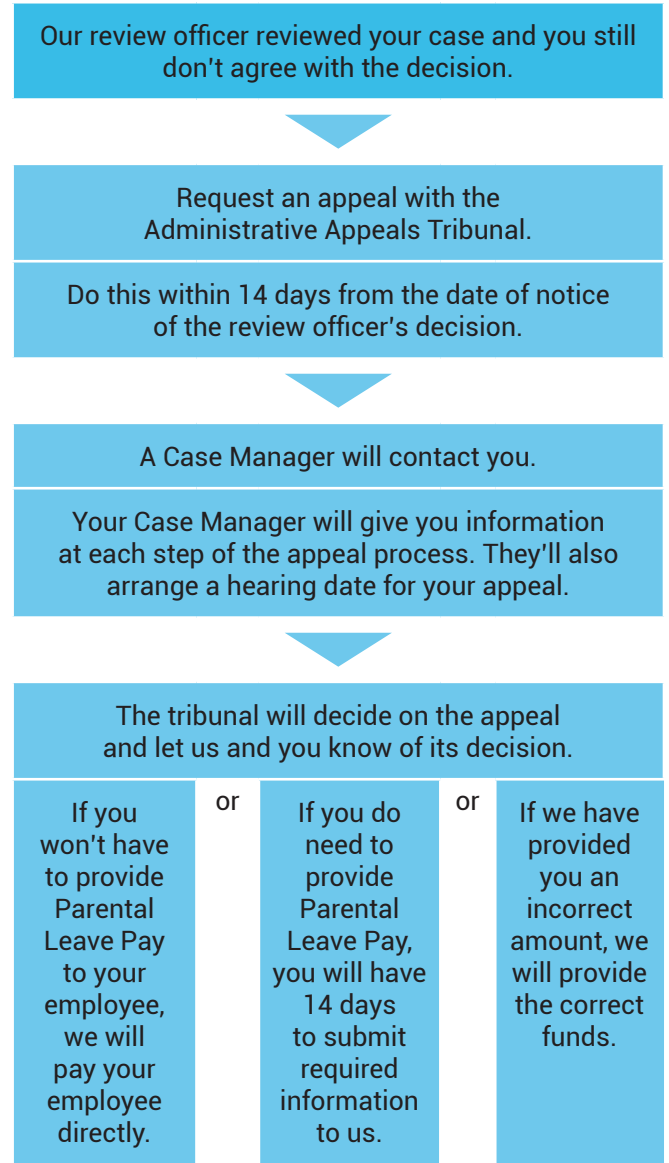 Our review officer reviewed your case and you still
don't agree with the decision.
Request an appeal with the
Administrative Appeals Tribunal.
Do this within 14 days from the date of notice
of the review officer's decision.
A Case Manager will contact you.
Your Case Manager will give you information
at each step of the appeal process. They'll also
arrange a hearing date for your appeal.
The tribunal will decide on the appeal
and let us and you know of its decision.
If you
won't have
to provide
Parental
Leave Pay
to your
employee,
we will
pay your
employee
directly.
or
If you do
need to
provide
Parental
Leave Pay,
you will have
14 days
to submit
required
information
to us.
or
If we have
provided
you an
incorrect
amount, we
will provide
the correct
funds.